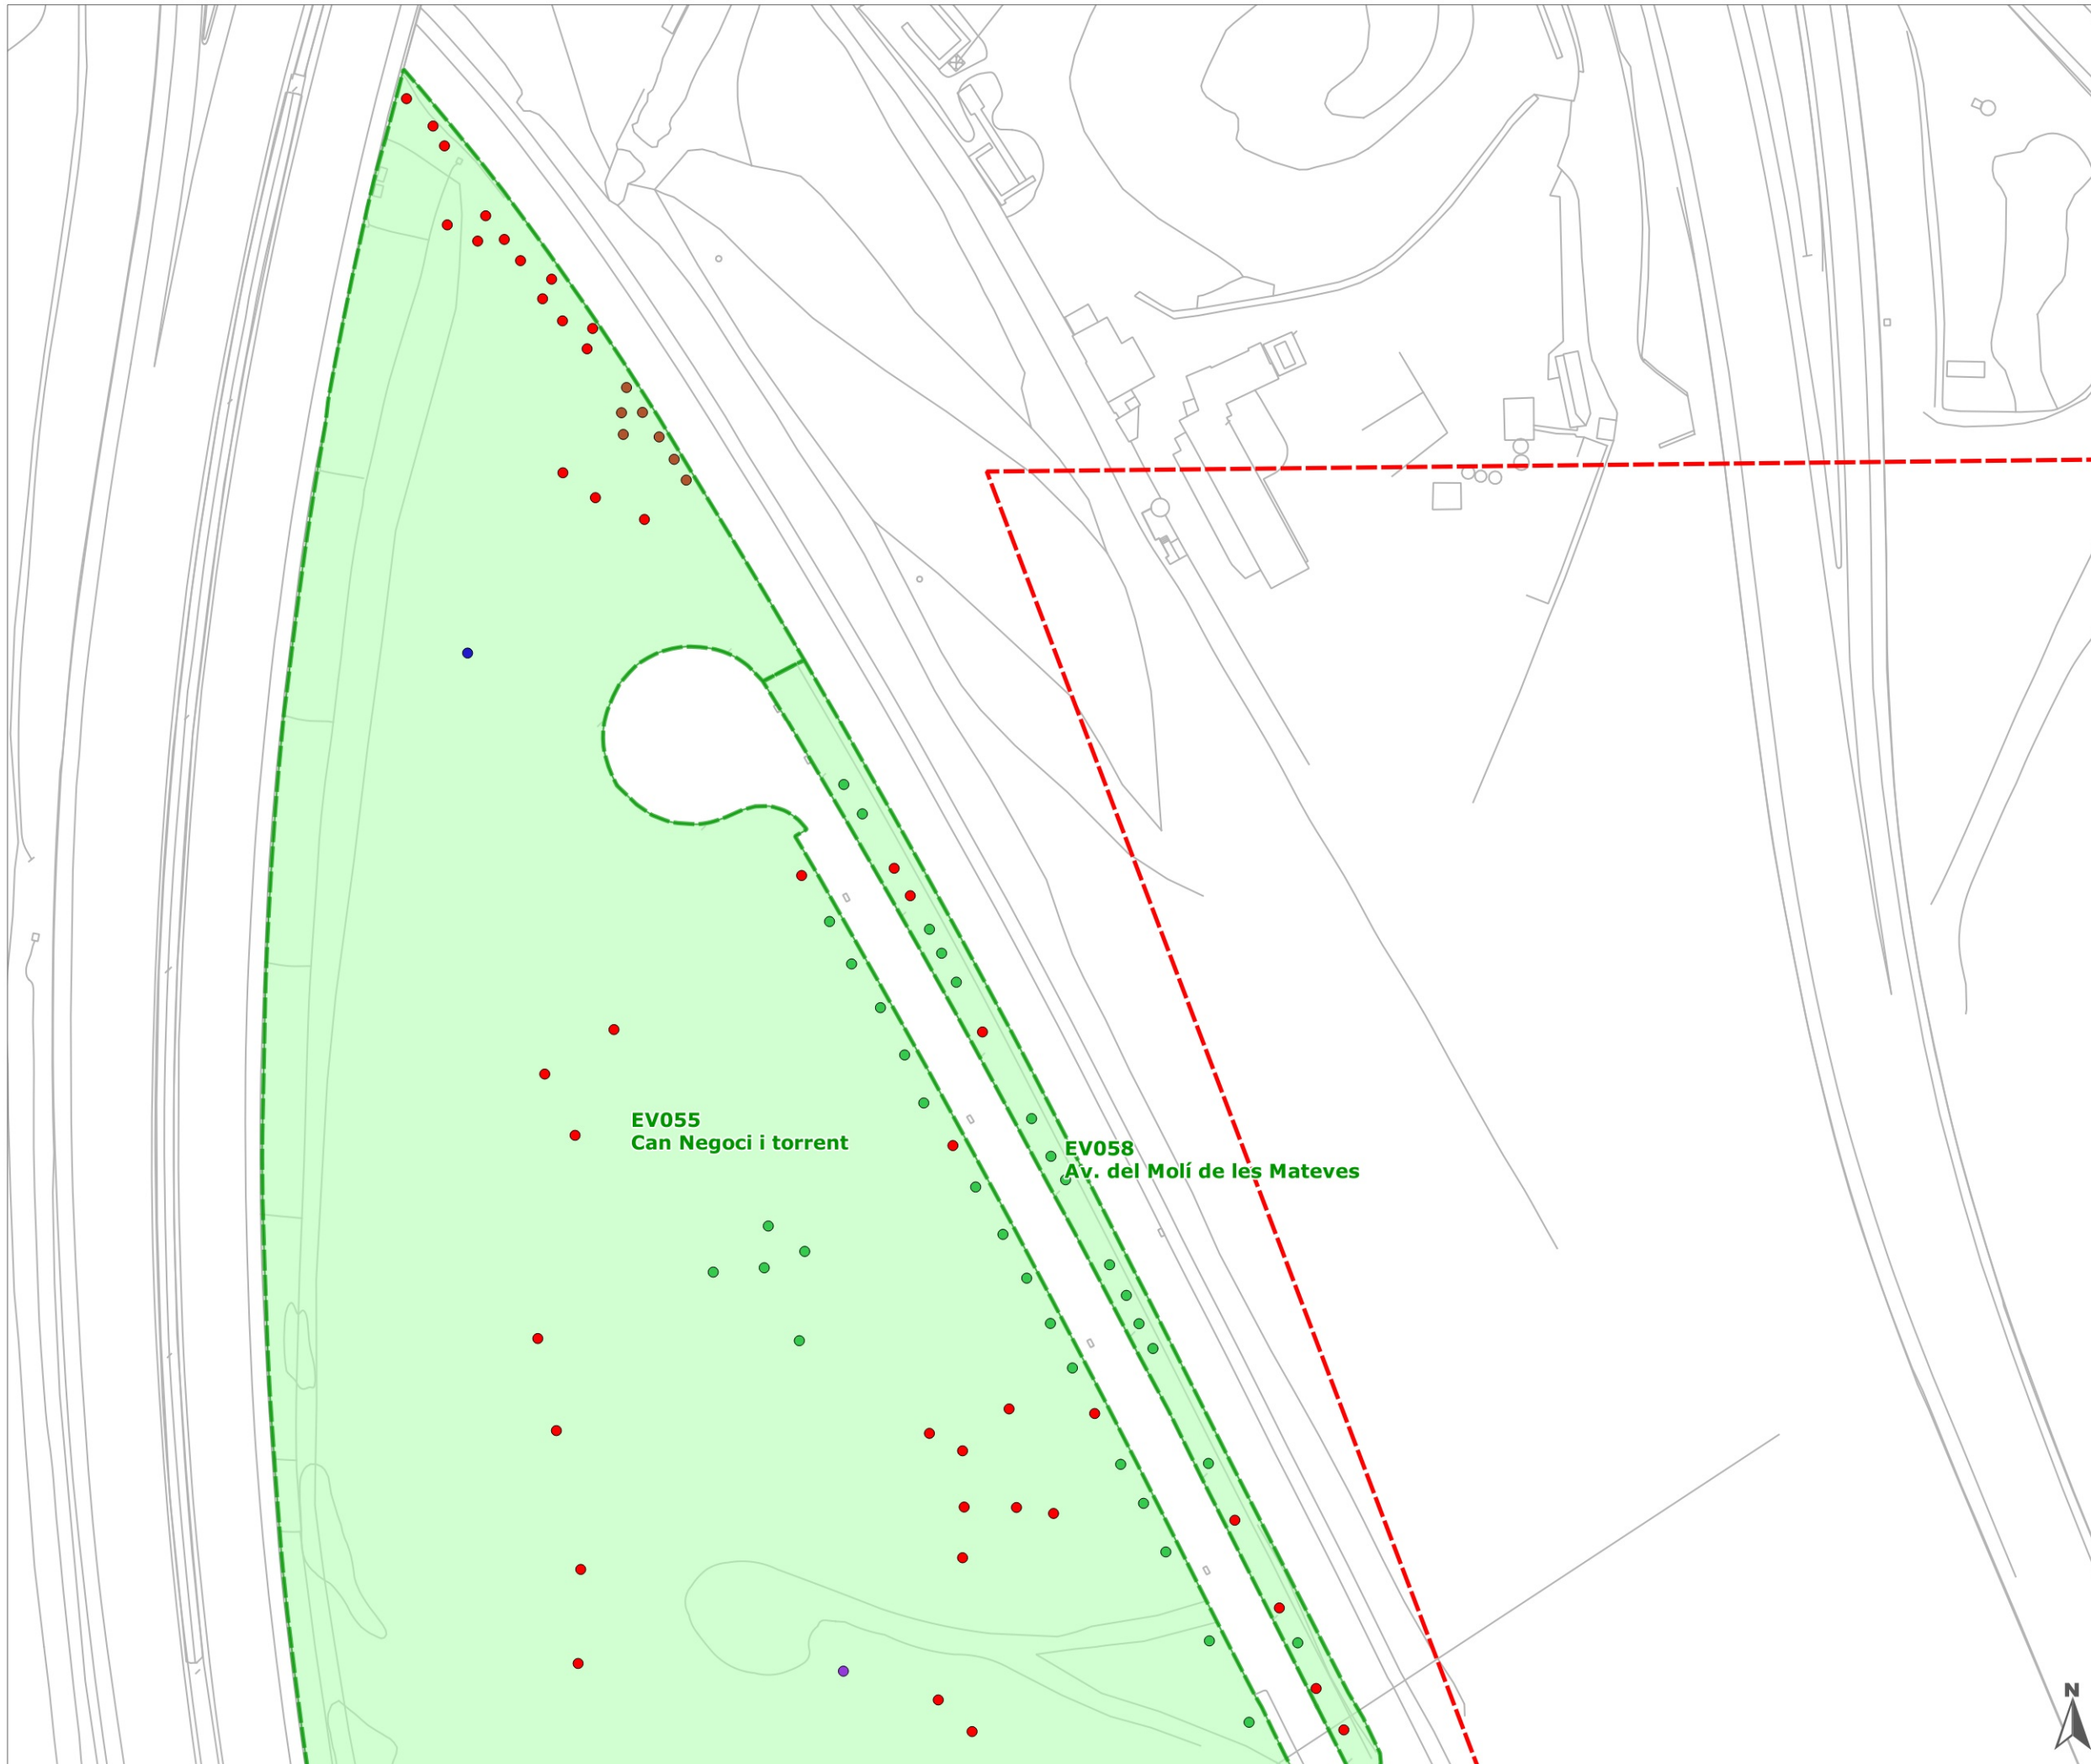 EV055
Can Negoci i torrent
EV058
Av. del Molí de les Mateves
N